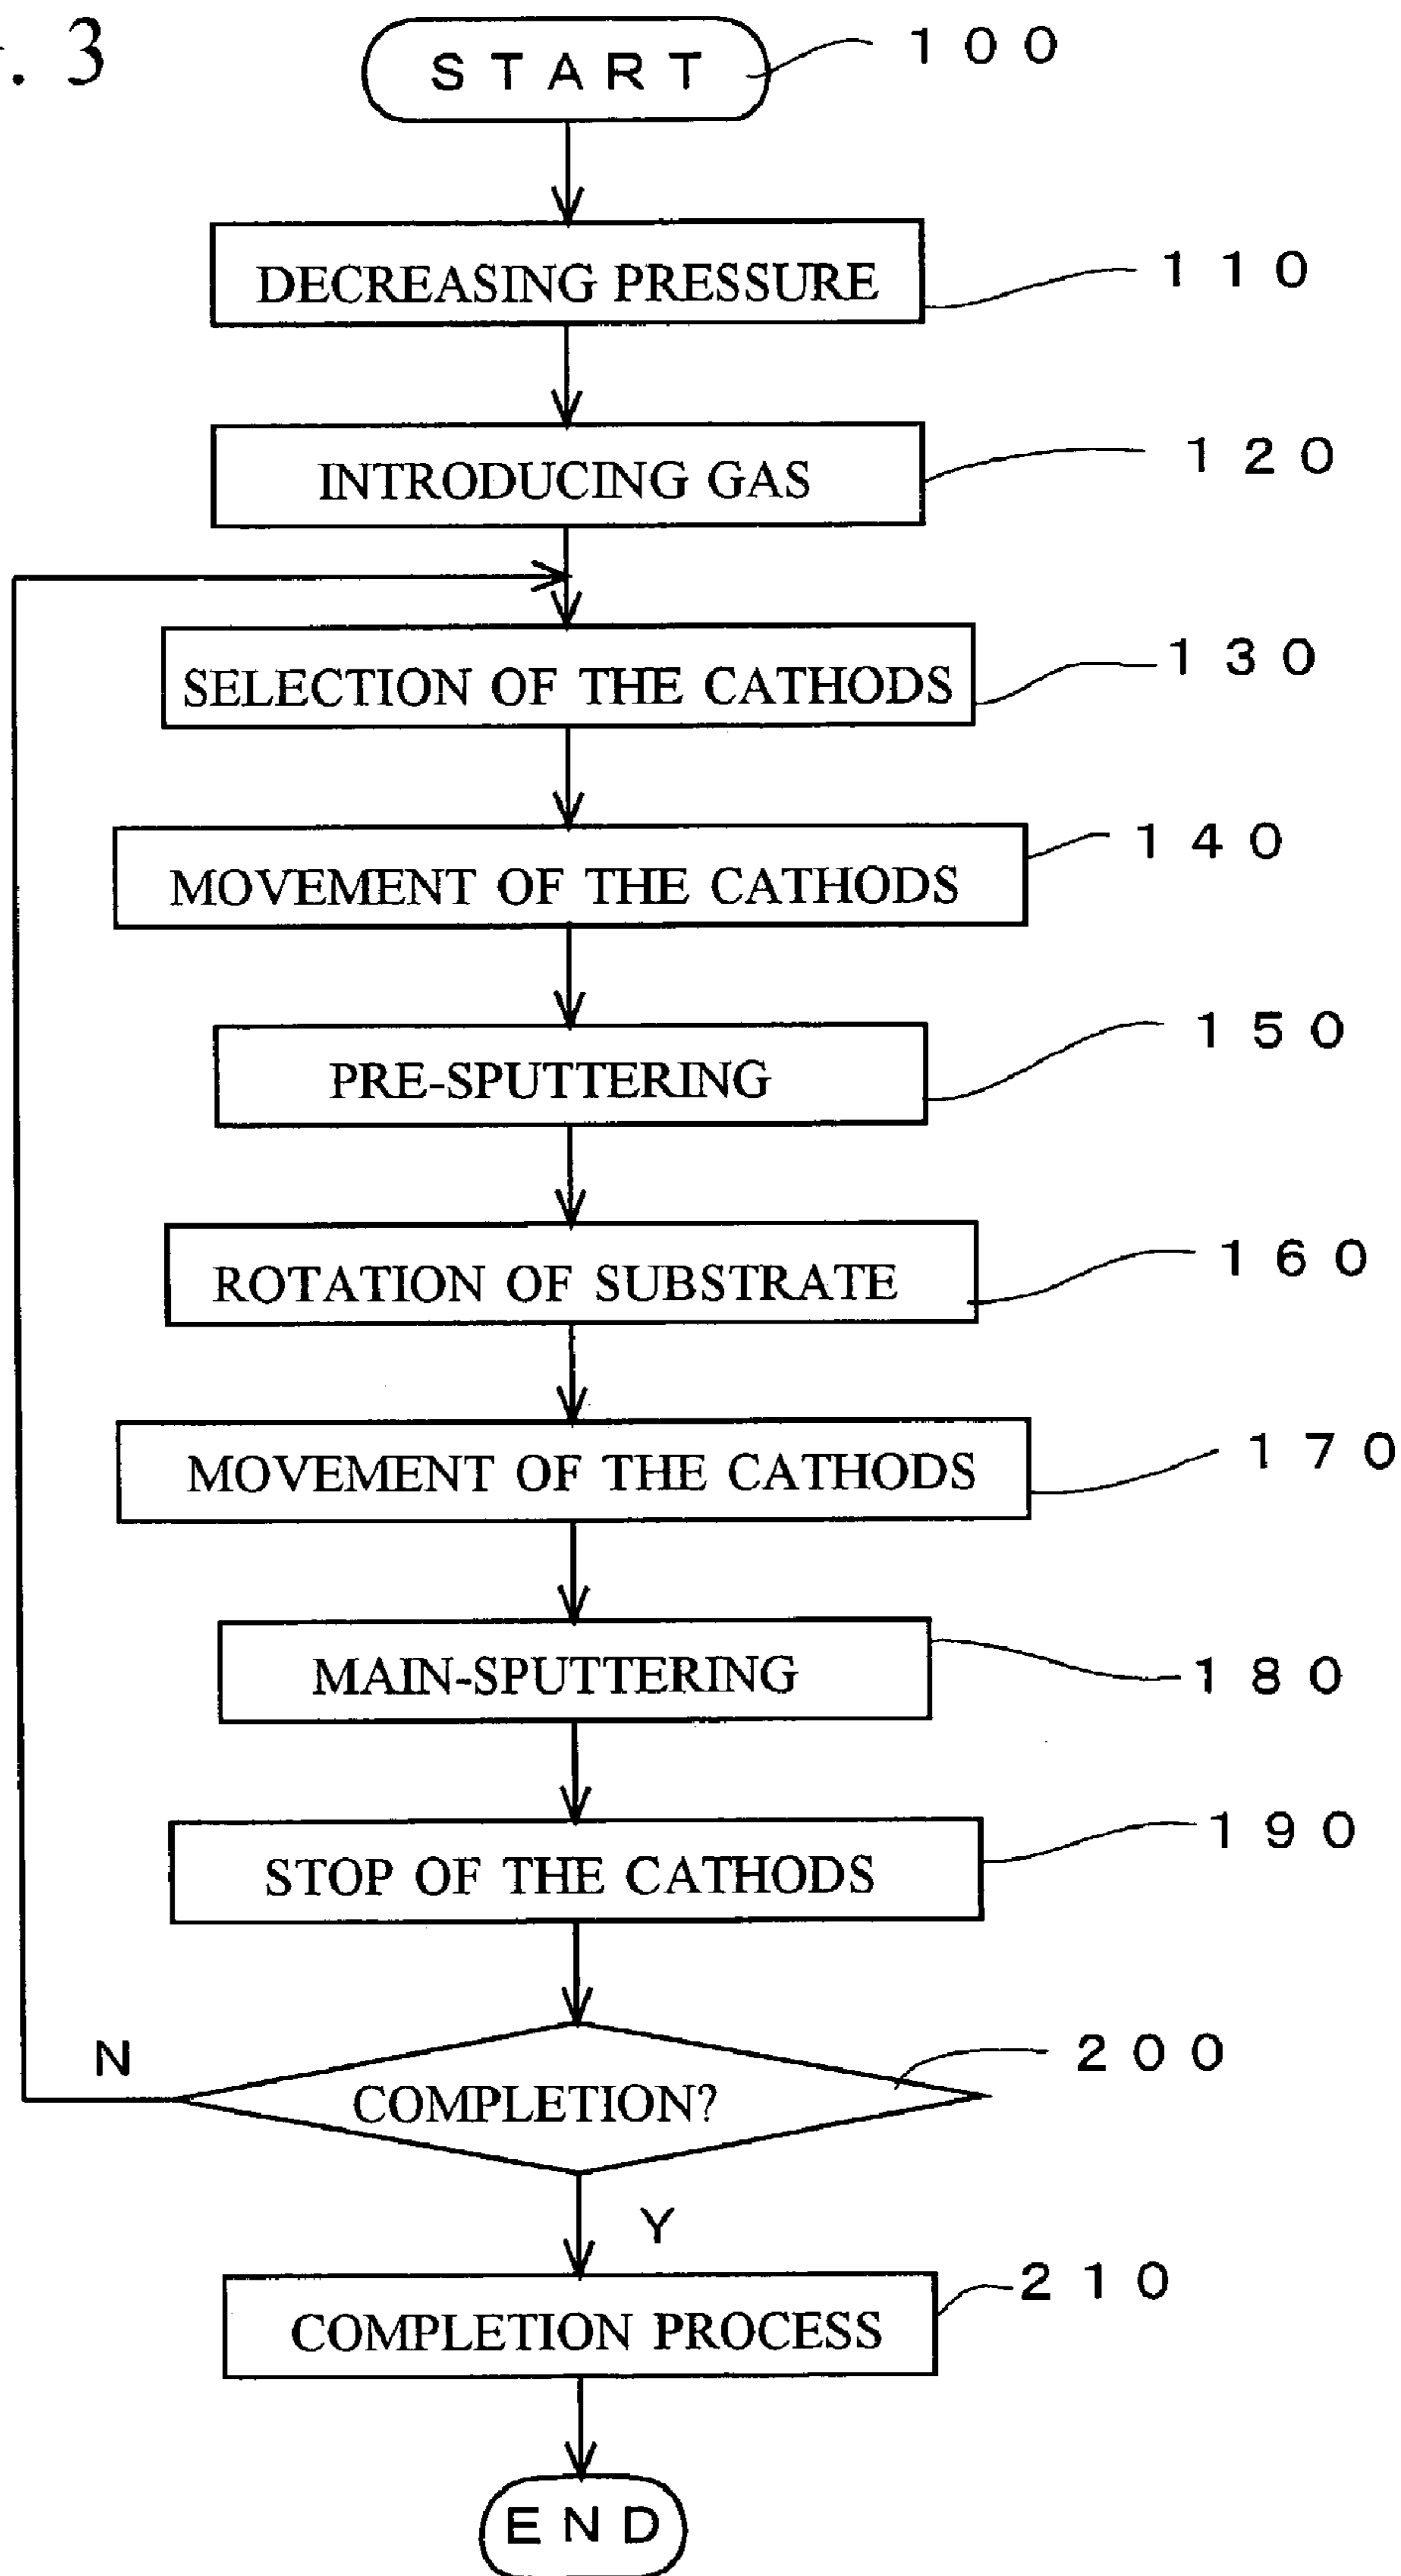 . 3
START 100
DECREASING PRESSURE 110
INTRODUCING GAS 120
SELECTION OF THE CATHODS 130
MOVEMENT OF THE CATHODS 140
PRE-SPUTTERING 150
ROTATION OF SUBSTRATE 160
MOVEMENT OF THE CATHODS 170
MAIN-SPUTTERING 180
STOP OF THE CATHODS 190
N
COMPLETION? 200
Y
COMPLETION PROCESS 210
END